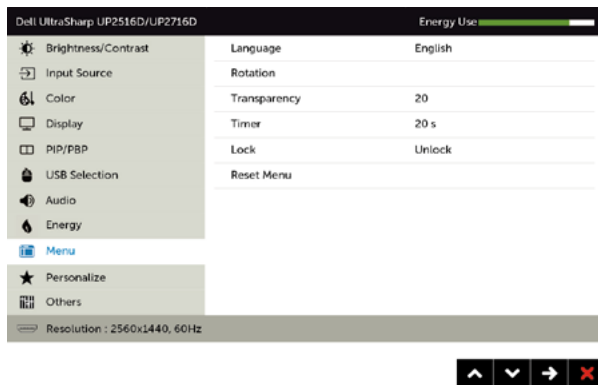 Dell UltraSharp UP2516D/UP2716D Energy Use
Brightness/Contrast Language English
Input Source Rotation
Color Transparency 20
Display Timer 20 s
PIP/PBP Lock Unlock
USB Selection Reset Menu
Audio
Energy
Menu
Personalize
Others
Resolution : 2560x1440, 60Hz